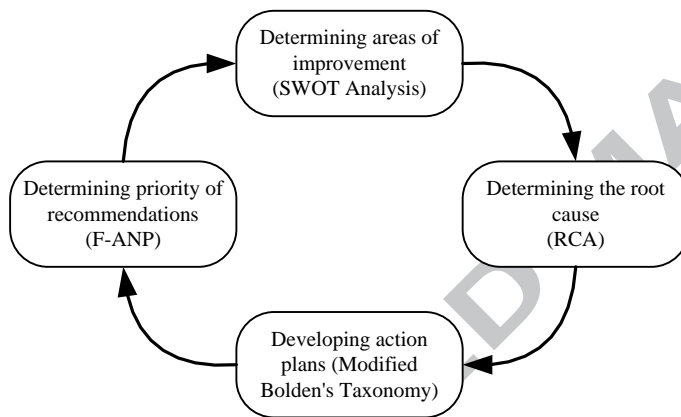 Determining areas of
improvement
(SWOT Analysis)
Determining priority of
recommendations
(F-ANP)
Determining the root
cause
(RCA)
Developing action
plans (Modified
Bolden's Taxonomy)